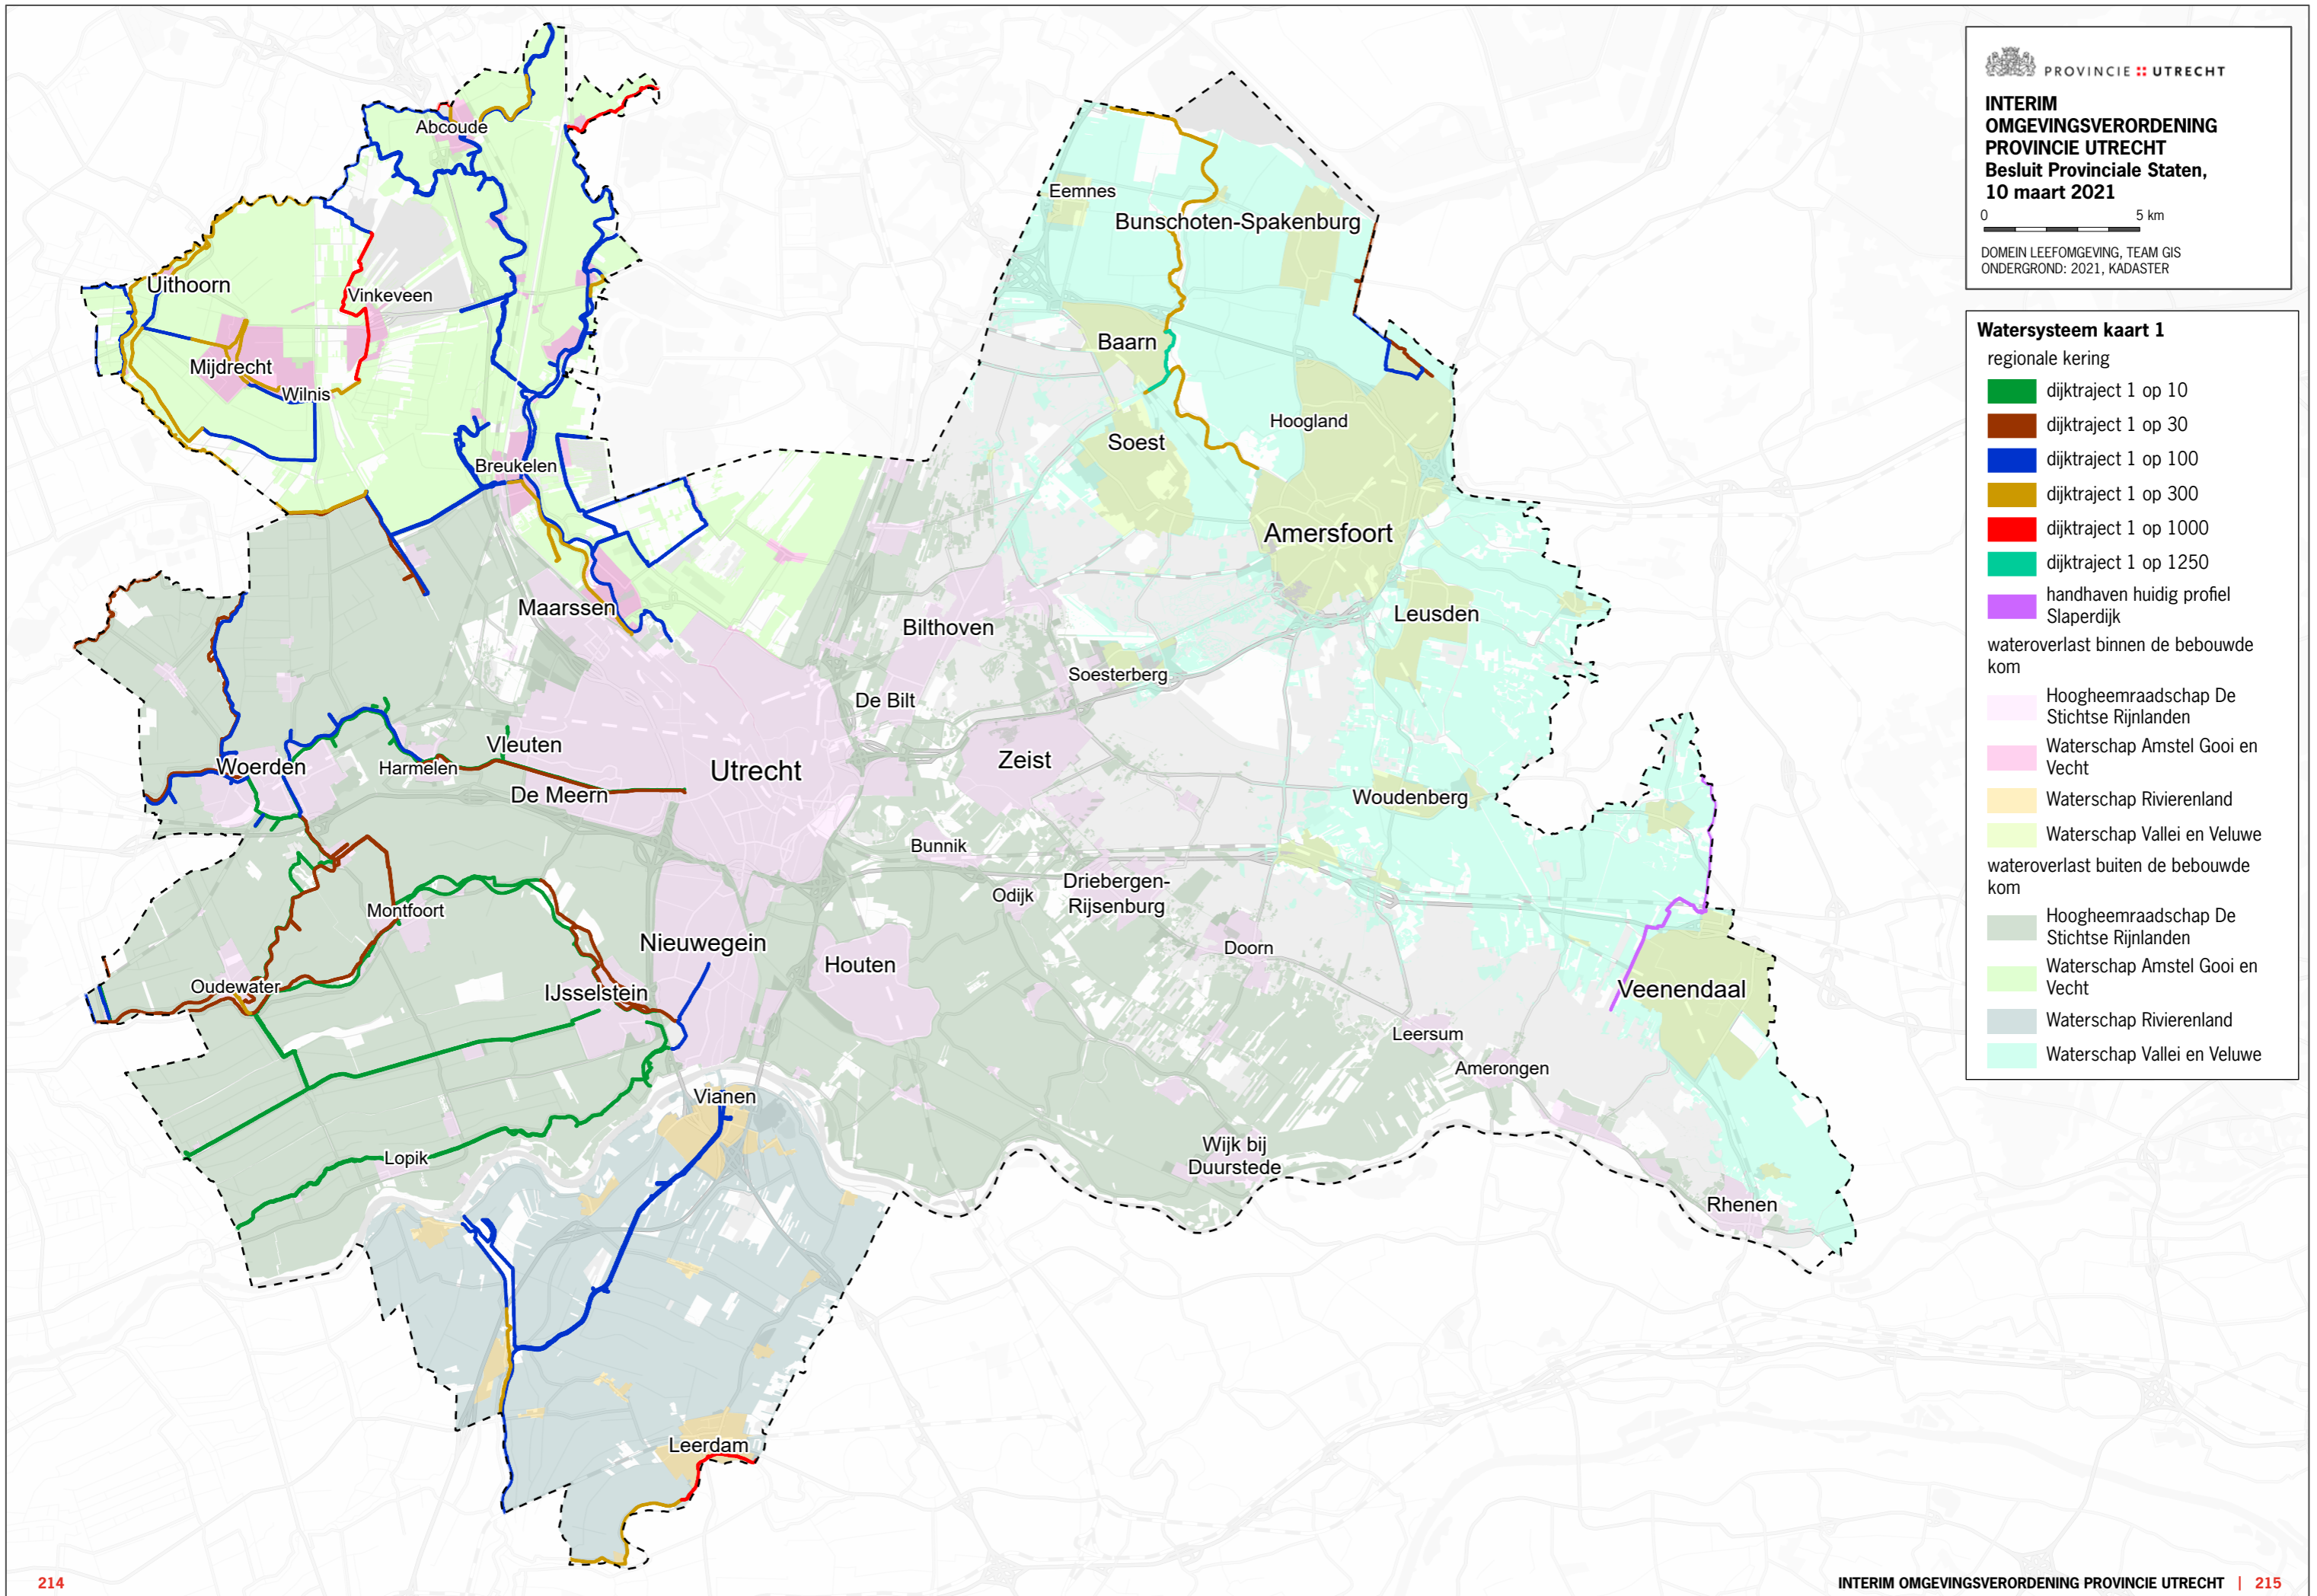 PROVINCIE UTRECHT
INTERIM
OMGEVINGSVERORDENING
PROVINCIE UTRECHT
Besluit Provinciale Staten,
10 maart 2021
0 5 km
DOMEIN LEEFOMGEVING, TEAM GIS
ONDERGROND: 2021, KADASTER
Watersysteem kaart 1
regionale kering
dijktraject 1 op 10
dijktraject 1 op 30
dijktraject 1 op 100
dijktraject 1 op 300
dijktraject 1 op 1000
dijktraject 1 op 1250
handhaven huidig profiel
Slaperdijk
wateroverlast binnen de bebouwde
kom
Hoogheemraadschap De
Stichtse Rijnlanden
Waterschap Amstel Gooi en
Vecht
Waterschap Rivierenland
Waterschap Vallei en Veluwe
wateroverlast buiten de bebouwde
kom
Hoogheemraadschap De
Stichtse Rijnlanden
Waterschap Amstel Gooi en
Vecht
Waterschap Rivierenland
Waterschap Vallei en Veluwe
Abcoude
Eemnes
Bunschoten-Spakenburg
Uithoorn
Vinkeveen
Baarn
Mijdrecht
Wilnis
Hoogland
Soest
Breukelen
Amersfoort
Maarssen
Leusden
Bilthoven
Soesterberg
De Bilt
Vleuten
Woerden
Harmelen
Utrecht
Zeist
De Meern
Woudenberg
Bunnik
Driebergen-
Rijsenburg
Odijk
Montfoort
Nieuwegein
Doorn
Houten
Oudewater
IJsselstein
Veenendaal
Leersum
Amerongen
Vianen
Wijk bij
Duurstede
Lopik
Rhenen
Leerdam
214
INTERIM OMGEVINGSVERORDENING PROVINCIE UTRECHT | 215